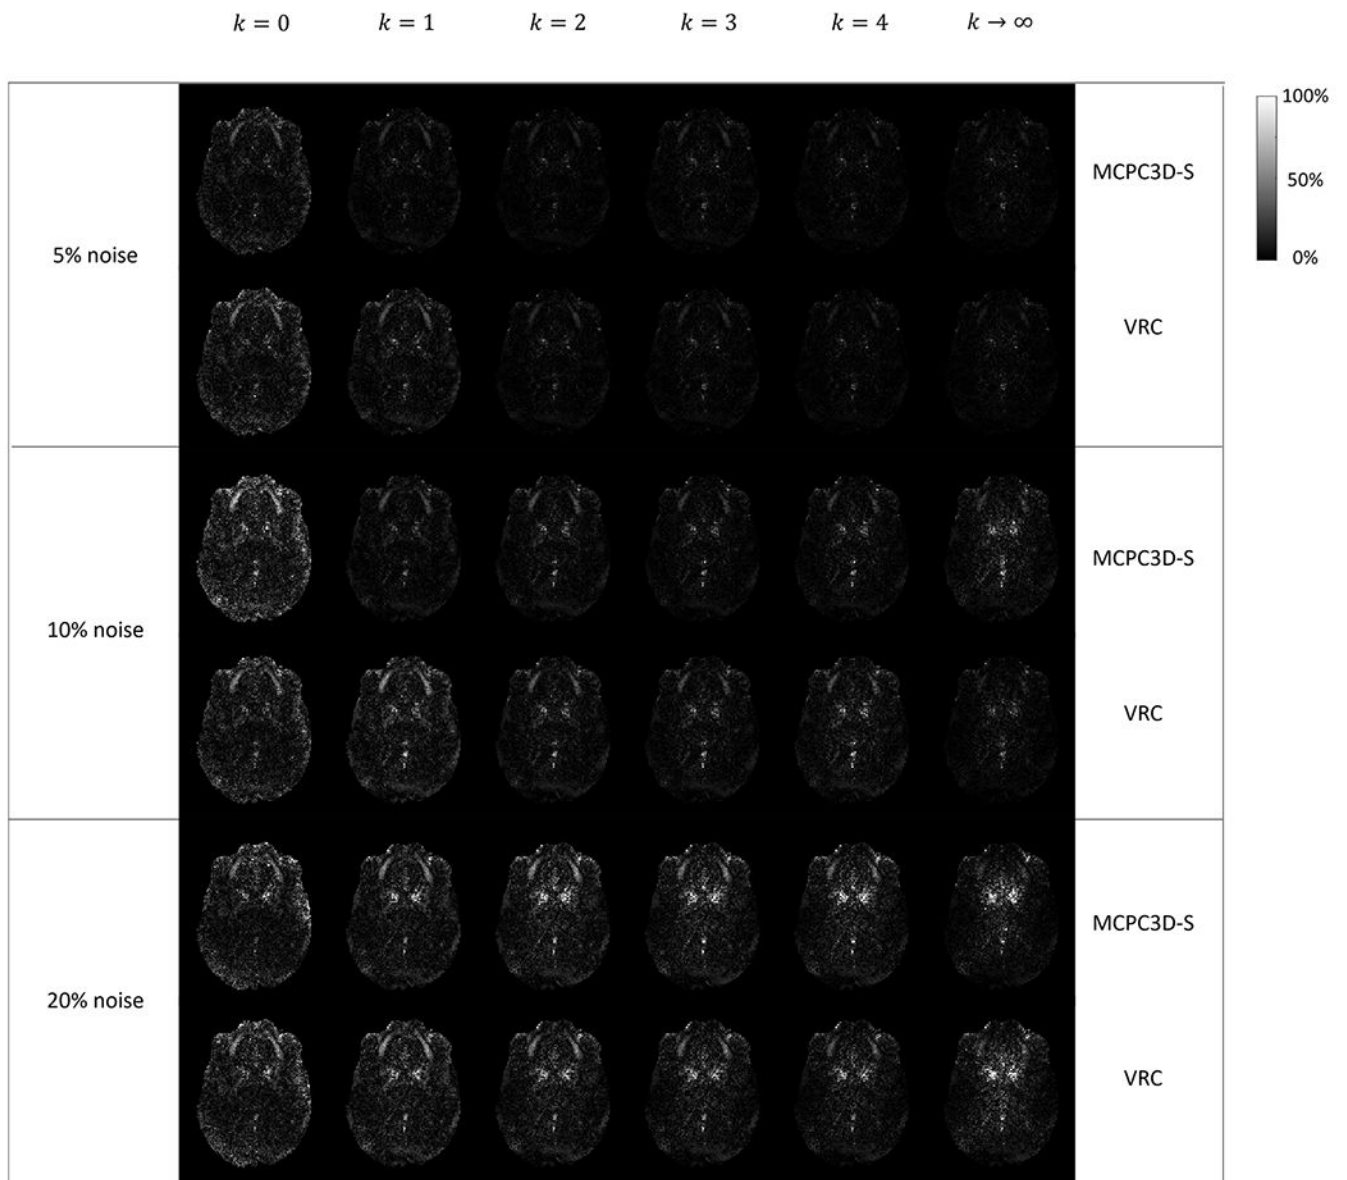 k = 0 k = 1 k = 2 k = 3 k = 4 k → ∞
100%
50%
0%
5% noise
MCPC3D-S
VRC
10% noise
MCPC3D-S
VRC
20% noise
MCPC3D-S
VRC